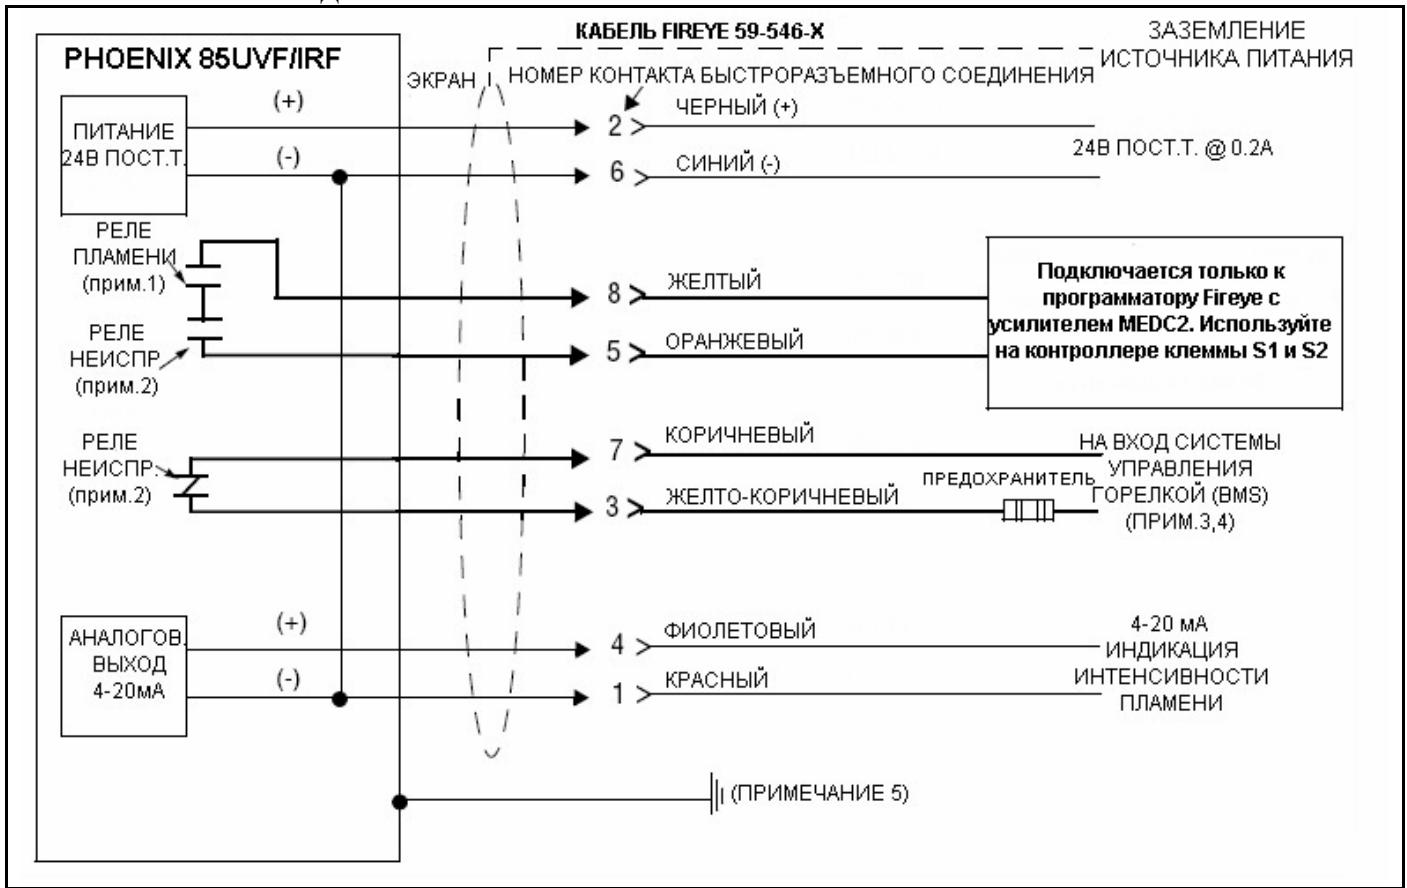 КАБЕЛЬ FIREYE 59-546-X
ЗАЗЕМЛЕНИЕ
ИСТОЧНИКА ПИТАНИЯ
PHOENIX 85UVF/IRF
ЭКРАН
НОМЕР КОНТАКТА БЫСТРОРАЗЪЕМНОГО СОЕДИНЕНИЯ
ПИТАНИЕ
24В ПОСТ.Т.
(+)
2
ЧЕРНЫЙ (+)
(-)
6
СИНИЙ (-)
24В ПОСТ.Т. @ 0.2А
РЕЛЕ
ПЛАМЕНИ
(прим.1)
8
ЖЕЛТЫЙ
РЕЛЕ
НЕИСПР.
(прим.2)
5
ОРАНЖЕВЫЙ
Подключается только к
программатору Fireye с
усилителем MEDC2. Используйте
на контроллере клеммы S1 и S2
РЕЛЕ
НЕИСПР.
(прим.2)
7
КОРИЧНЕВЫЙ
3
ЖЕЛТО-КОРИЧНЕВЫЙ
ПРЕДОХРАНИТЕЛЬ
НА ВХОД СИСТЕМЫ
УПРАВЛЕНИЯ
ГОРЕЛКОЙ (BMS)
(ПРИМ.3,4)
АНАЛОГОВ.
ВЫХОД
4-20мА
(+)
4
ФИОЛЕТОВЫЙ
(-)
1
КРАСНЫЙ
4-20 мА
ИНДИКАЦИЯ
ИНТЕНСИВНОСТИ
ПЛАМЕНИ
(ПРИМЕЧАНИЕ 5)